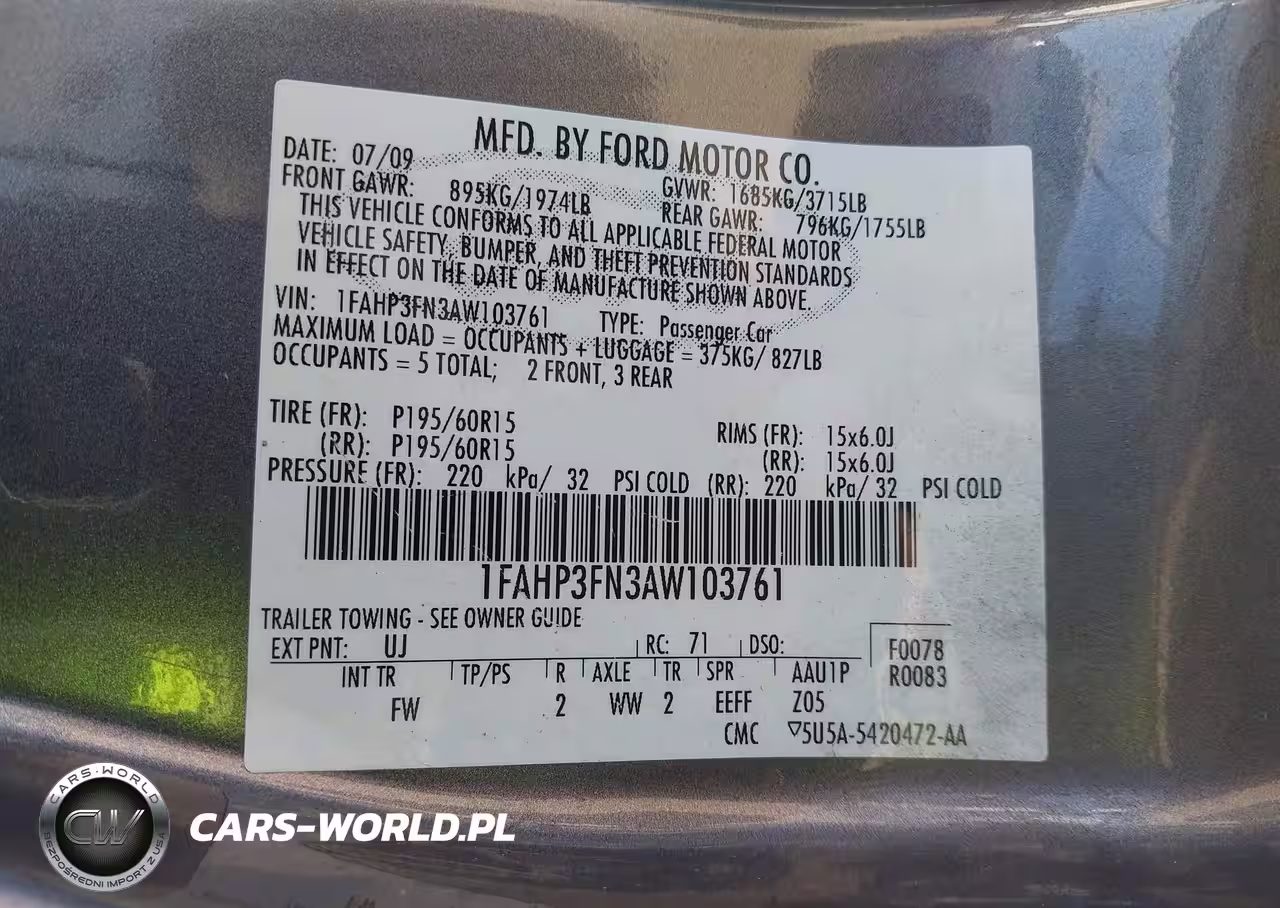 MFD. BY FORD MOTOR CO.
DATE: 07/09 GVWR: 1685KG/3715LB
FRONT GAWR: 895KG/1974LB REAR GAWR: 796KG/1755LB
THIS VEHICLE CONFORMS TO ALL APPLICABLE FEDERAL MOTOR
VEHICLE SAFETY, BUMPER, AND THEFT PREVENTION STANDARDS
IN EFFECT ON THE DATE OF MANUFACTURE SHOWN ABOVE.
VIN: 1FAHP3FN3AW103761 TYPE: Passenger Car
MAXIMUM LOAD = OCCUPANTS + LUGGAGE = 375KG/ 827LB
OCCUPANTS = 5 TOTAL; 2 FRONT, 3 REAR
TIRE (FR): P195/60R15 RIMS (FR): 15x6.0J
(RR): P195/60R15 (RR): 15x6.0J
PRESSURE (FR): 220 kPa/ 32 PSI COLD (RR): 220 kPa/ 32 PSI COLD
1FAHP3FN3AW103761
TRAILER TOWING - SEE OWNER GUIDE
EXT PNT: UJ RC: 71 DSO: F0078
INT TR TP/PS R AXLE TR SPR AAU1P R0083
FW 2 WW 2 EEFF Z05
CMC ▽5U5A-5420472-AA
CARS-WORLD
CW
BEZPOŚREDNI IMPORT Z USA
CARS-WORLD.PL